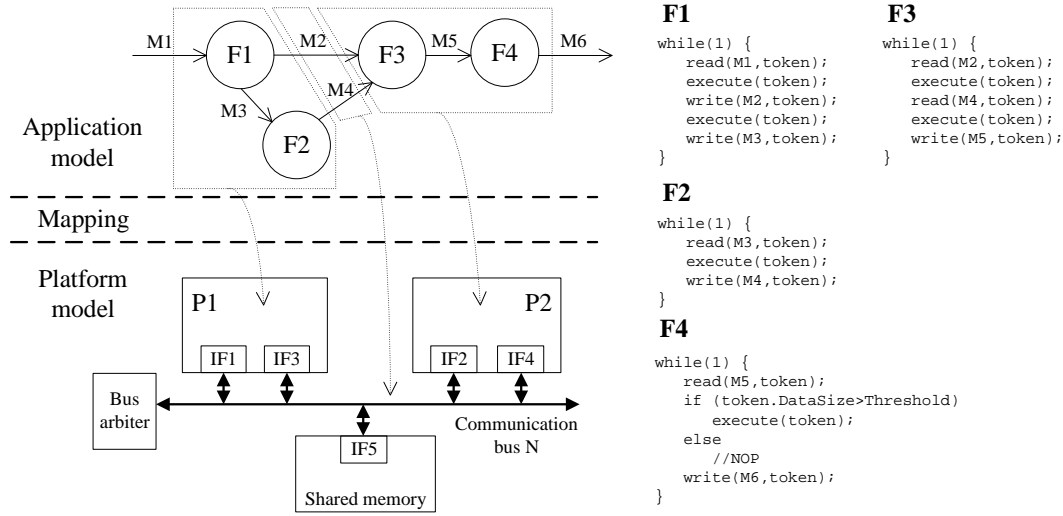 M1
F1
M2
F3
M5
F4
M6
M3
M4
F2
Application
model
Mapping
Platform
model
P1
IF1
IF3
P2
IF2
IF4
Bus
arbiter
Communication
bus N
IF5
Shared memory
F1
while(1) {
read(M1,token);
execute(token);
write(M2,token);
execute(token);
write(M3,token);
}
F3
while(1) {
read(M2,token);
execute(token);
read(M4,token);
execute(token);
write(M5,token);
}
F2
while(1) {
read(M3,token);
execute(token);
write(M4,token);
}
F4
while(1) {
read(M5,token);
if (token.DataSize>Threshold)
execute(token);
else
//NOP
write(M6,token);
}